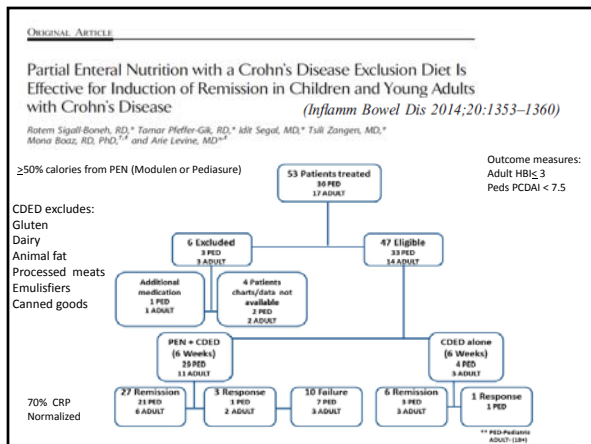 ORIGINAL ARTICLE
Partial Enteral Nutrition with a Crohn's Disease Exclusion Diet Is
Effective for Induction of Remission in Children and Young Adults
with Crohn's Disease
(Inflamm Bowel Dis 2014;20:1353–1360)
Rotem Sigall-Boneh, RD,* Tamar Pfeffer-Gik, RD,* Idit Segal, MD,* Tsili Zangen, MD,*
Mona Boaz, RD, PhD,†,‡ and Arie Levine, MD*,‡
≥50% calories from PEN (Modulen or Pediasure)
Outcome measures:
Adult HBI≤ 3
Peds PCDAI < 7.5
53 Patients treated
36 PED
17 ADULT
CDED excludes:
Gluten
Dairy
Animal fat
Processed meats
Emulisfiers
Canned goods
6 Excluded
3 PED
3 ADULT
47 Eligible
33 PED
14 ADULT
Additional
medication
1 PED
1 ADULT
4 Patients
charts/data not
available
2 PED
2 ADULT
PEN + CDED
(6 Weeks)
29 PED
11 ADULT
CDED alone
(6 Weeks)
4 PED
3 ADULT
27 Remission
21 PED
6 ADULT
3 Response
1 PED
2 ADULT
10 Failure
7 PED
3 ADULT
6 Remission
3 PED
3 ADULT
1 Response
1 PED
70% CRP
Normalized
** PED-Pediatric
ADULT- (18+)